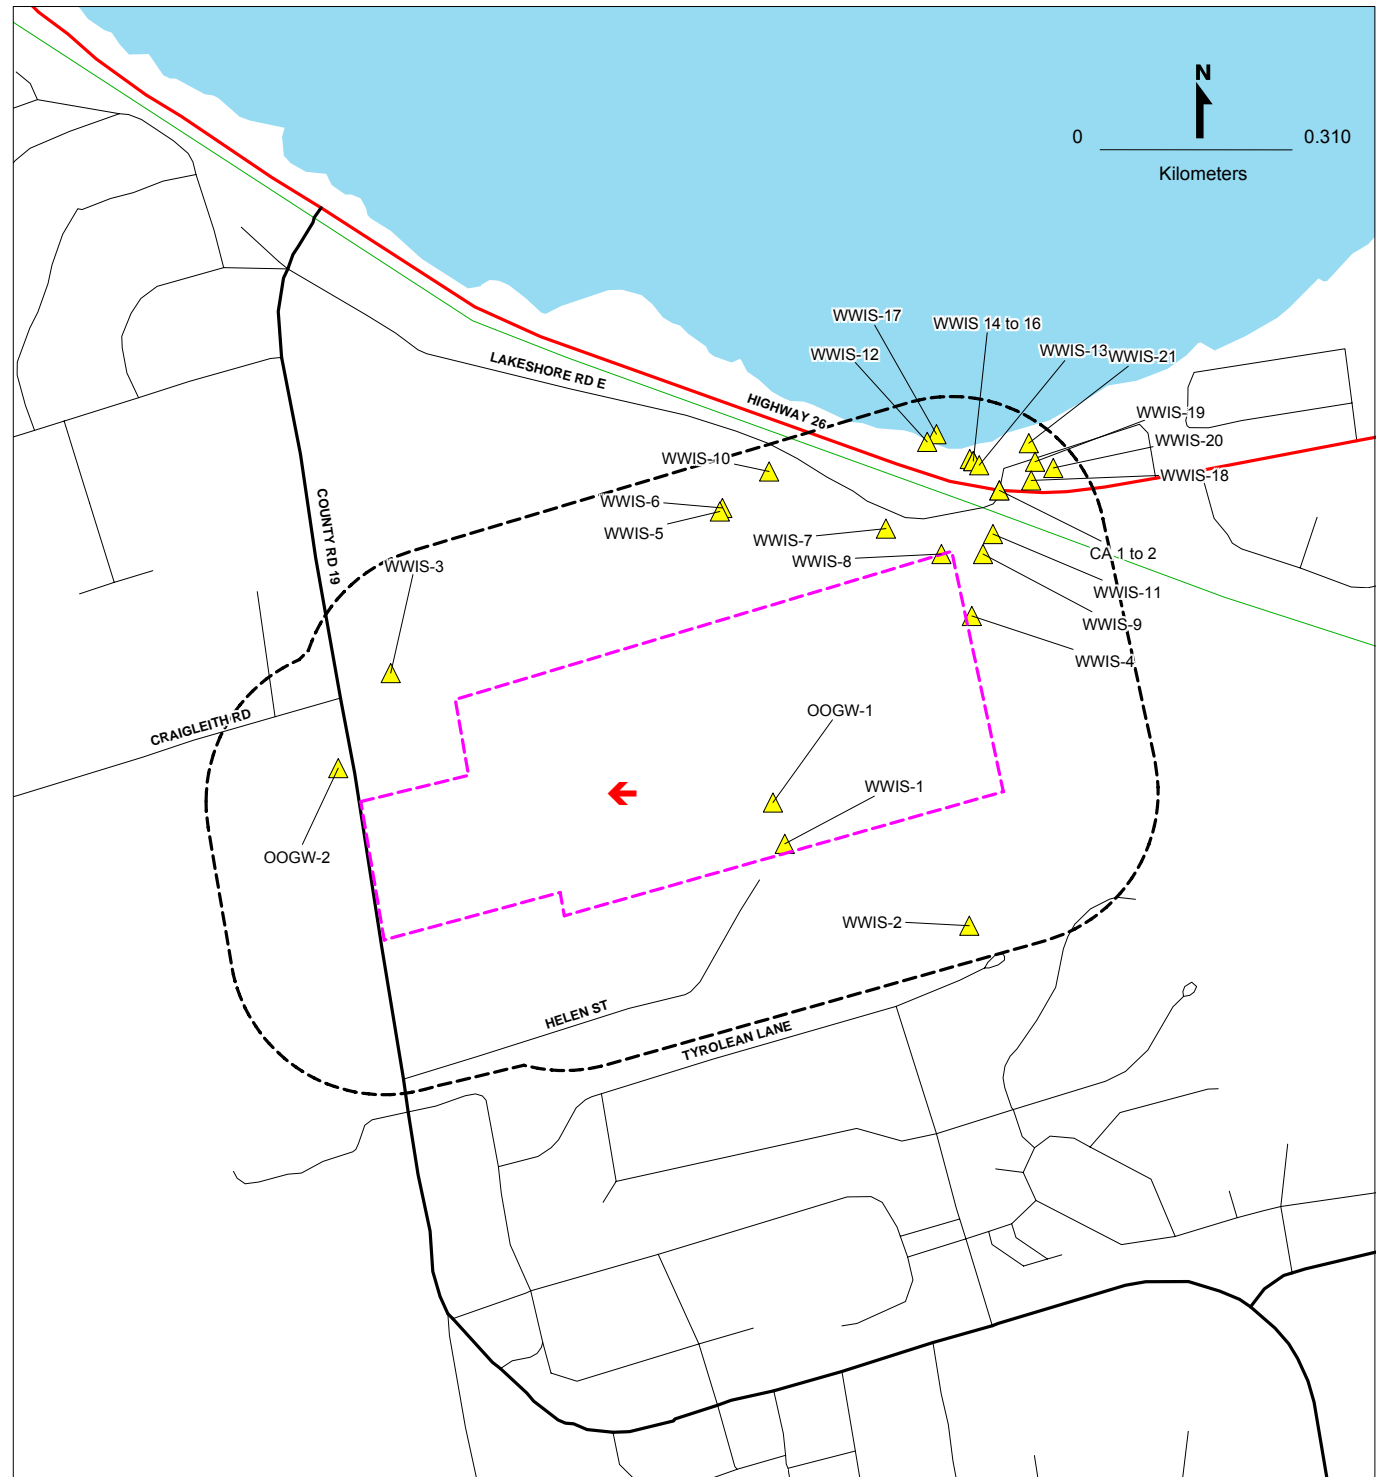 N
0 0.310
Kilometers
WWIS-17
WWIS 14 to 16
WWIS-12
WWIS-13
WWIS-21
LAKESHORE RD E
HIGHWAY 26
WWIS-19
WWIS-20
WWIS-10
WWIS-18
WWIS-6
WWIS-5
COUNTY RD 19
WWIS-7
WWIS-8
CA 1 to 2
WWIS-3
WWIS-11
WWIS-9
WWIS-4
CRAIGLEITH RD
OOGW-1
WWIS-1
OOGW-2
WWIS-2
HELEN ST
TYROLEAN LANE